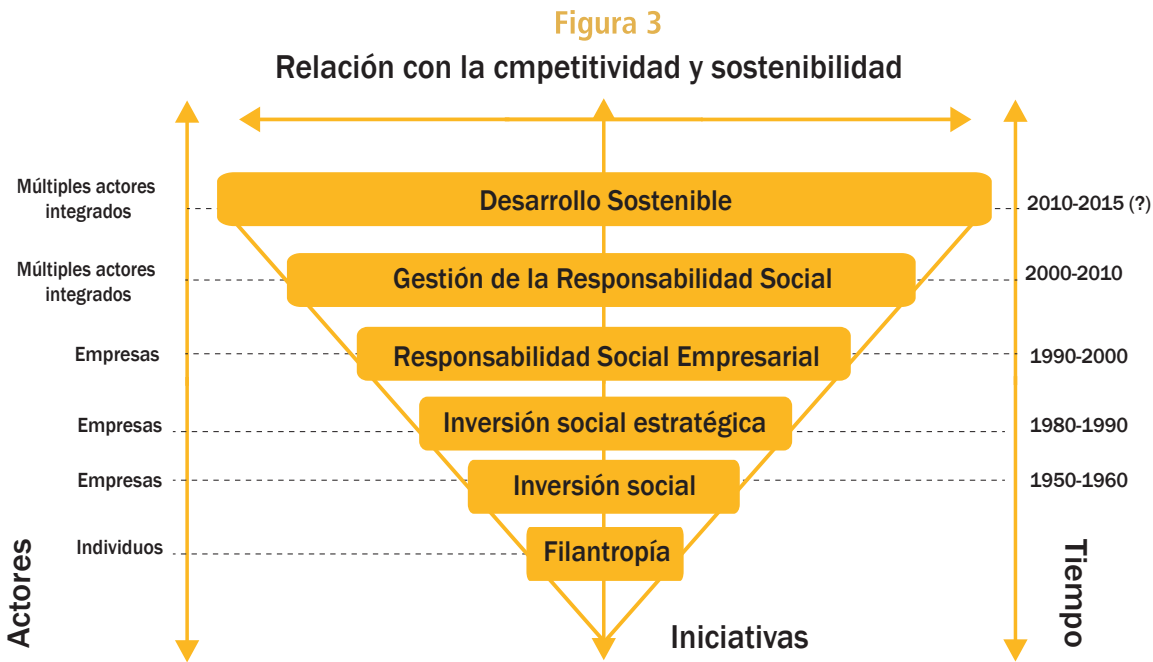 Figura 3
Relación con la cmpetitividad y sostenibilidad
Múltiples actores
integrados
Desarrollo Sostenible
2010-2015 (?)
Múltiples actores
integrados
Gestión de la Responsabilidad Social
2000-2010
Empresas
Responsabilidad Social Empresarial
1990-2000
Empresas
Inversión social estratégica
1980-1990
Empresas
Inversión social
1950-1960
Individuos
Filantropía
Actores
Iniciativas
Tiempo